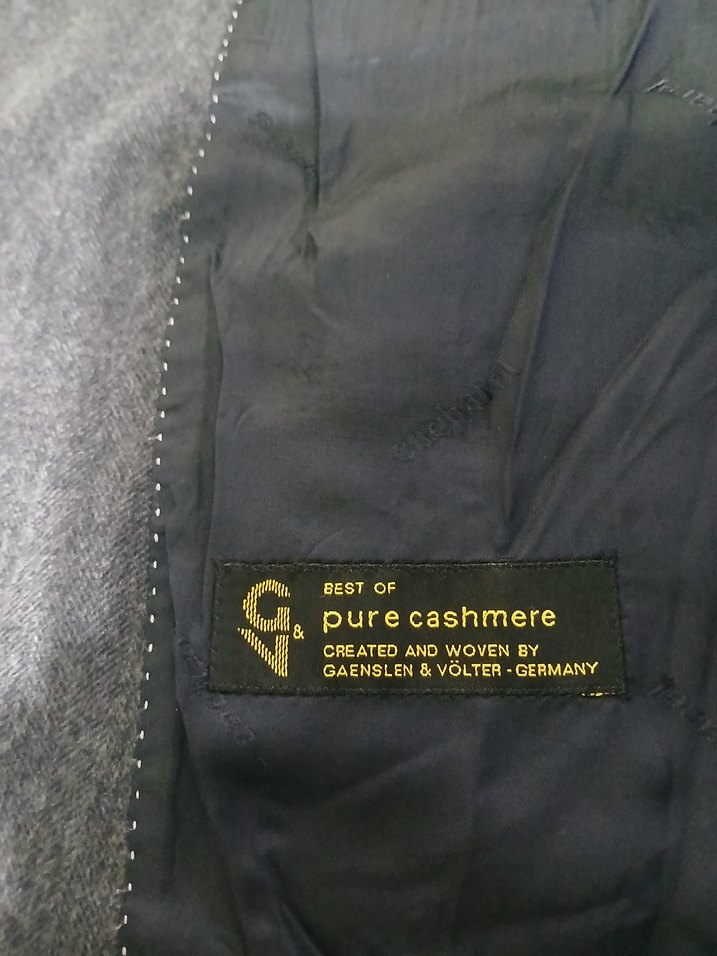 G
&
V
BEST OF
pure cashmere
CREATED AND WOVEN BY
GAENSLEN & VÖLTER - GERMANY